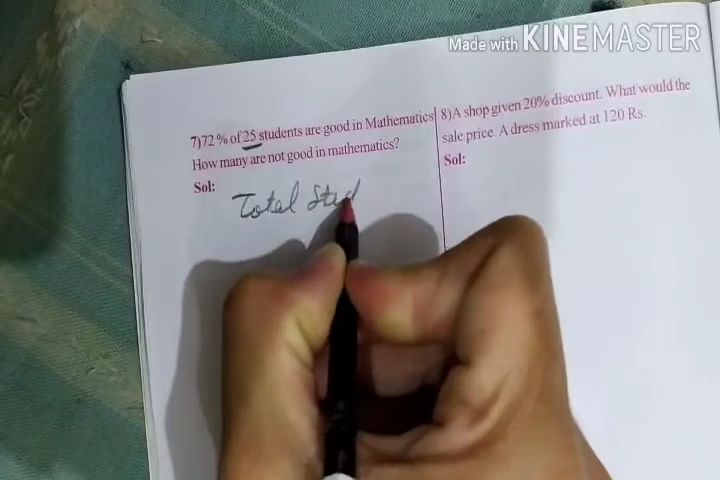 Made with KINEMASTER
7)72 % of 25 students are good in Mathematics
How many are not good in mathematics?
Sol:
Total Stud
8)A shop given 20% discount. What would the
sale price. A dress marked at 120 Rs.
Sol: